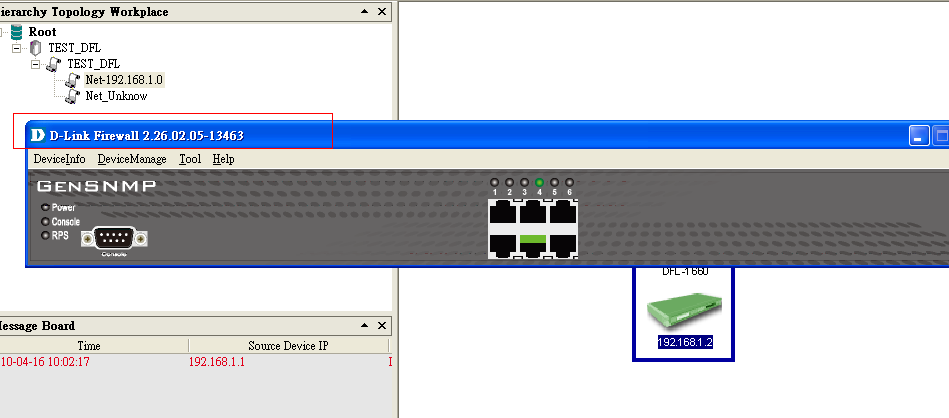 ierarchy Topology Workplace
Root
TEST_DFL
TEST_DFL
Net-192.168.1.0
Net_Unknow
D-Link Firewall 2.26.02.05-13463
DeviceInfo DeviceManage Tool Help
GENSNMP
1 2 3 4 5 6
Power
Console
RPS
Console
DFL-1660
192.168.1.2
Message Board
Time Source Device IP
10-04-16 10:02:17 192.168.1.1 I